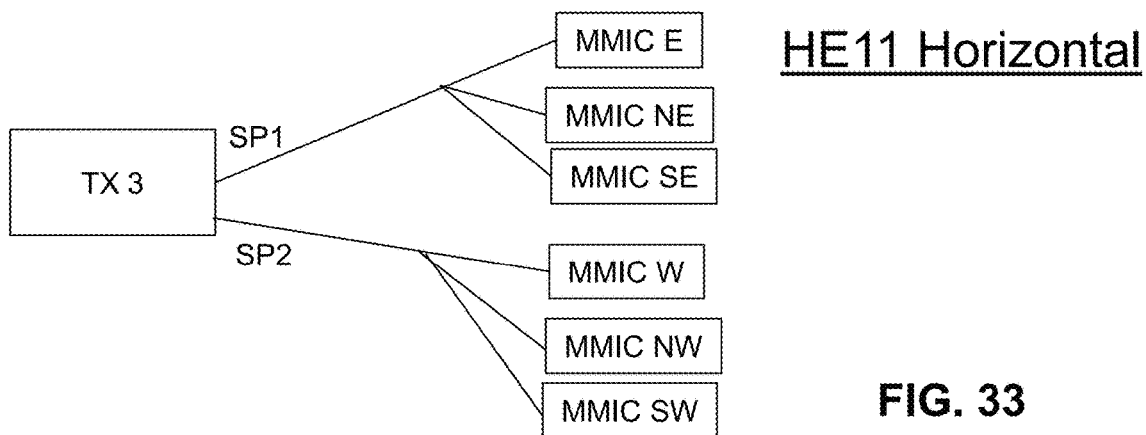 MMIC E
HE11 Horizontal
MMIC NE
SP1
MMIC SE
TX 3
SP2
MMIC W
MMIC NW
MMIC SW
FIG. 33